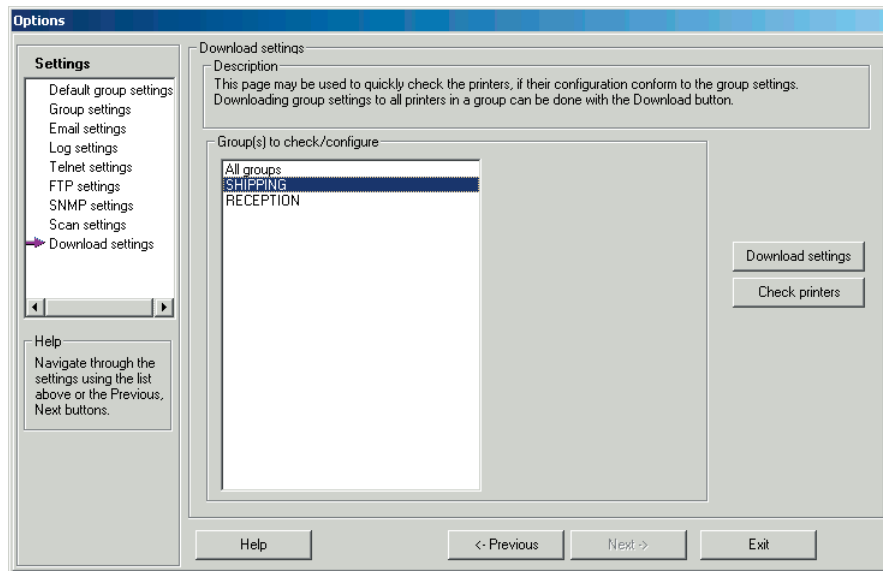 Options
Settings
Default group settings
Group settings
Email settings
Log settings
Telnet settings
FTP settings
SNMP settings
Scan settings
Download settings
Help
Navigate through the
settings using the list
above or the Previous,
Next buttons.
Download settings
Description
This page may be used to quickly check the printers, if their configuration conform to the group settings.
Downloading group settings to all printers in a group can be done with the Download button.
Group(s) to check/configure
All groups
SHIPPING
RECEPTION
Download settings
Check printers
Help
<- Previous
Next ->
Exit